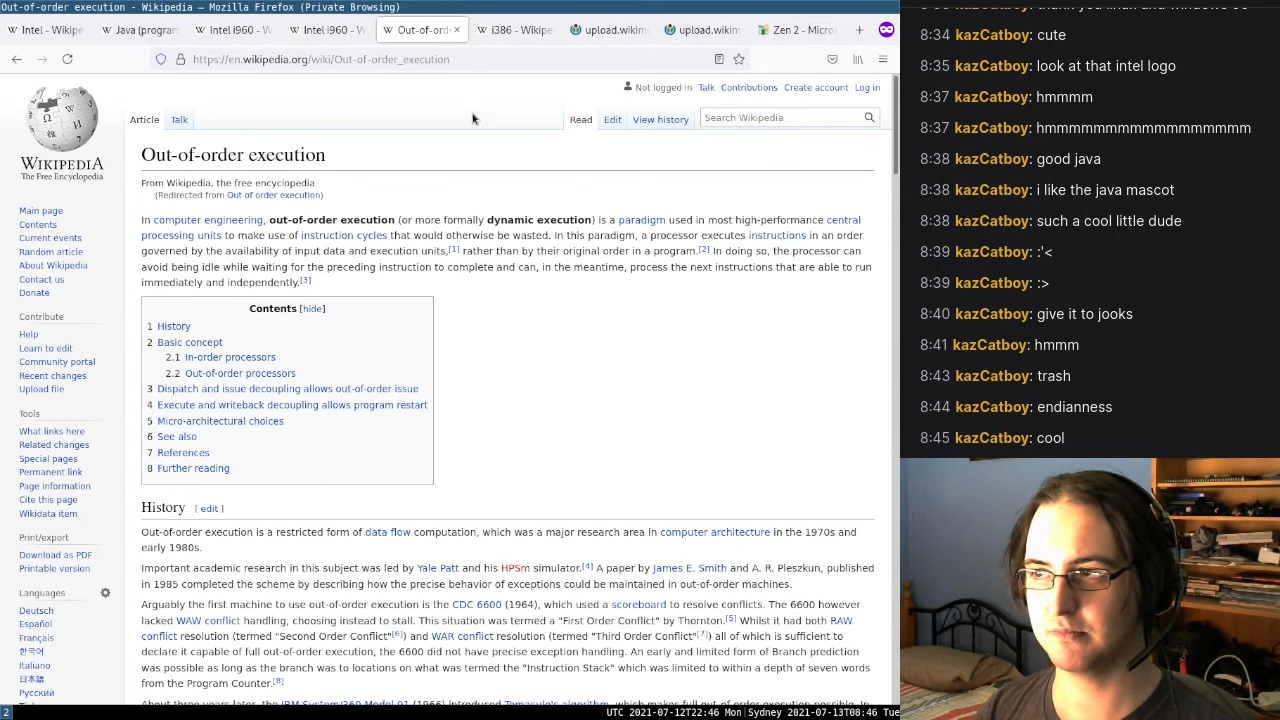 Out-of-order execution - Wikipedia — Mozilla Firefox (Private Browsing)
Intel - Wikipe
Java (program
Intel i960 -
Intel i960 -
Out-of-ord
i386 - Wikipe
upload.wikim
upload.wikim
Zen 2 - Micro
https://en.wikipedia.org/wiki/Out-of-order_execution
Not logged in Talk Contributions Create account Log in
Article Talk
Read Edit View history
Search Wikipedia
WIKIPEDIA
The Free Encyclopedia
Main page
Contents
Current events
Random article
About Wikipedia
Contact us
Donate
Contribute
Help
Learn to edit
Community portal
Recent changes
Upload file
Tools
What links here
Related changes
Special pages
Permanent link
Page information
Cite this page
Wikidata item
Print/export
Download as PDF
Printable version
Languages
Deutsch
Español
Français
한국어
Italiano
日本語
Русский
Out-of-order execution
From Wikipedia, the free encyclopedia
(Redirected from Out of order execution)
In computer engineering, out-of-order execution (or more formally dynamic execution) is a paradigm used in most high-performance central
processing units to make use of instruction cycles that would otherwise be wasted. In this paradigm, a processor executes instructions in an order
governed by the availability of input data and execution units,[1] rather than by their original order in a program.[2] In doing so, the processor can
avoid being idle while waiting for the preceding instruction to complete and can, in the meantime, process the next instructions that are able to run
immediately and independently.[3]
Contents [hide]
1 History
2 Basic concept
2.1 In-order processors
2.2 Out-of-order processors
3 Dispatch and issue decoupling allows out-of-order issue
4 Execute and writeback decoupling allows program restart
5 Micro-architectural choices
6 See also
7 References
8 Further reading
History [ edit ]
Out-of-order execution is a restricted form of data flow computation, which was a major research area in computer architecture in the 1970s and
early 1980s.
Important academic research in this subject was led by Yale Patt and his HPSm simulator.[4] A paper by James E. Smith and A. R. Pleszkun, published
in 1985 completed the scheme by describing how the precise behavior of exceptions could be maintained in out-of-order machines.
Arguably the first machine to use out-of-order execution is the CDC 6600 (1964), which used a scoreboard to resolve conflicts. The 6600 however
lacked WAW conflict handling, choosing instead to stall. This situation was termed a "First Order Conflict" by Thornton.[5] Whilst it had both RAW
conflict resolution (termed "Second Order Conflict"[6]) and WAR conflict resolution (termed "Third Order Conflict"[7]) all of which is sufficient to
declare it capable of full out-of-order execution, the 6600 did not have precise exception handling. An early and limited form of Branch prediction
was possible as long as the branch was to locations on what was termed the "Instruction Stack" which was limited to within a depth of seven words
from the Program Counter.[8]
2
UTC 2021-07-12T22:46 Mon Sydney 2021-07-13T08:46 Tue
8:34 kazCatboy: cute
8:35 kazCatboy: look at that intel logo
8:37 kazCatboy: hmmmm
8:37 kazCatboy: hmmmmmmmmmmmmmmmmmm
8:38 kazCatboy: good java
8:38 kazCatboy: i like the java mascot
8:38 kazCatboy: such a cool little dude
8:39 kazCatboy: :'<
8:39 kazCatboy: :>
8:40 kazCatboy: give it to jooks
8:41 kazCatboy: hmmm
8:43 kazCatboy: trash
8:44 kazCatboy: endianness
8:45 kazCatboy: cool